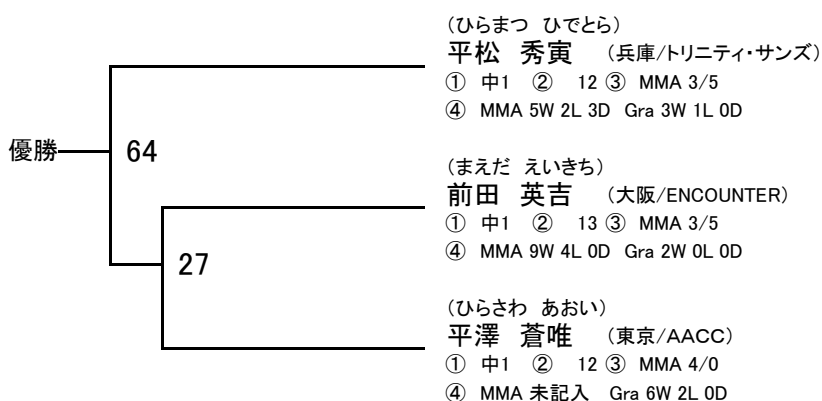 (ひらまつ ひでとら)
平松 秀寅 (兵庫/トリニティ・サンズ)
① 中1 ② 12 ③ MMA 3/5
④ MMA 5W 2L 3D Gra 3W 1L 0D
優勝
64
(まえだ えいきち)
前田 英吉 (大阪/ENCOUNTER)
① 中1 ② 13 ③ MMA 3/5
④ MMA 9W 4L 0D Gra 2W 0L 0D
27
(ひらさわ あおい)
平澤 蒼唯 (東京/AACC)
① 中1 ② 12 ③ MMA 4/0
④ MMA 未記入 Gra 6W 2L 0D